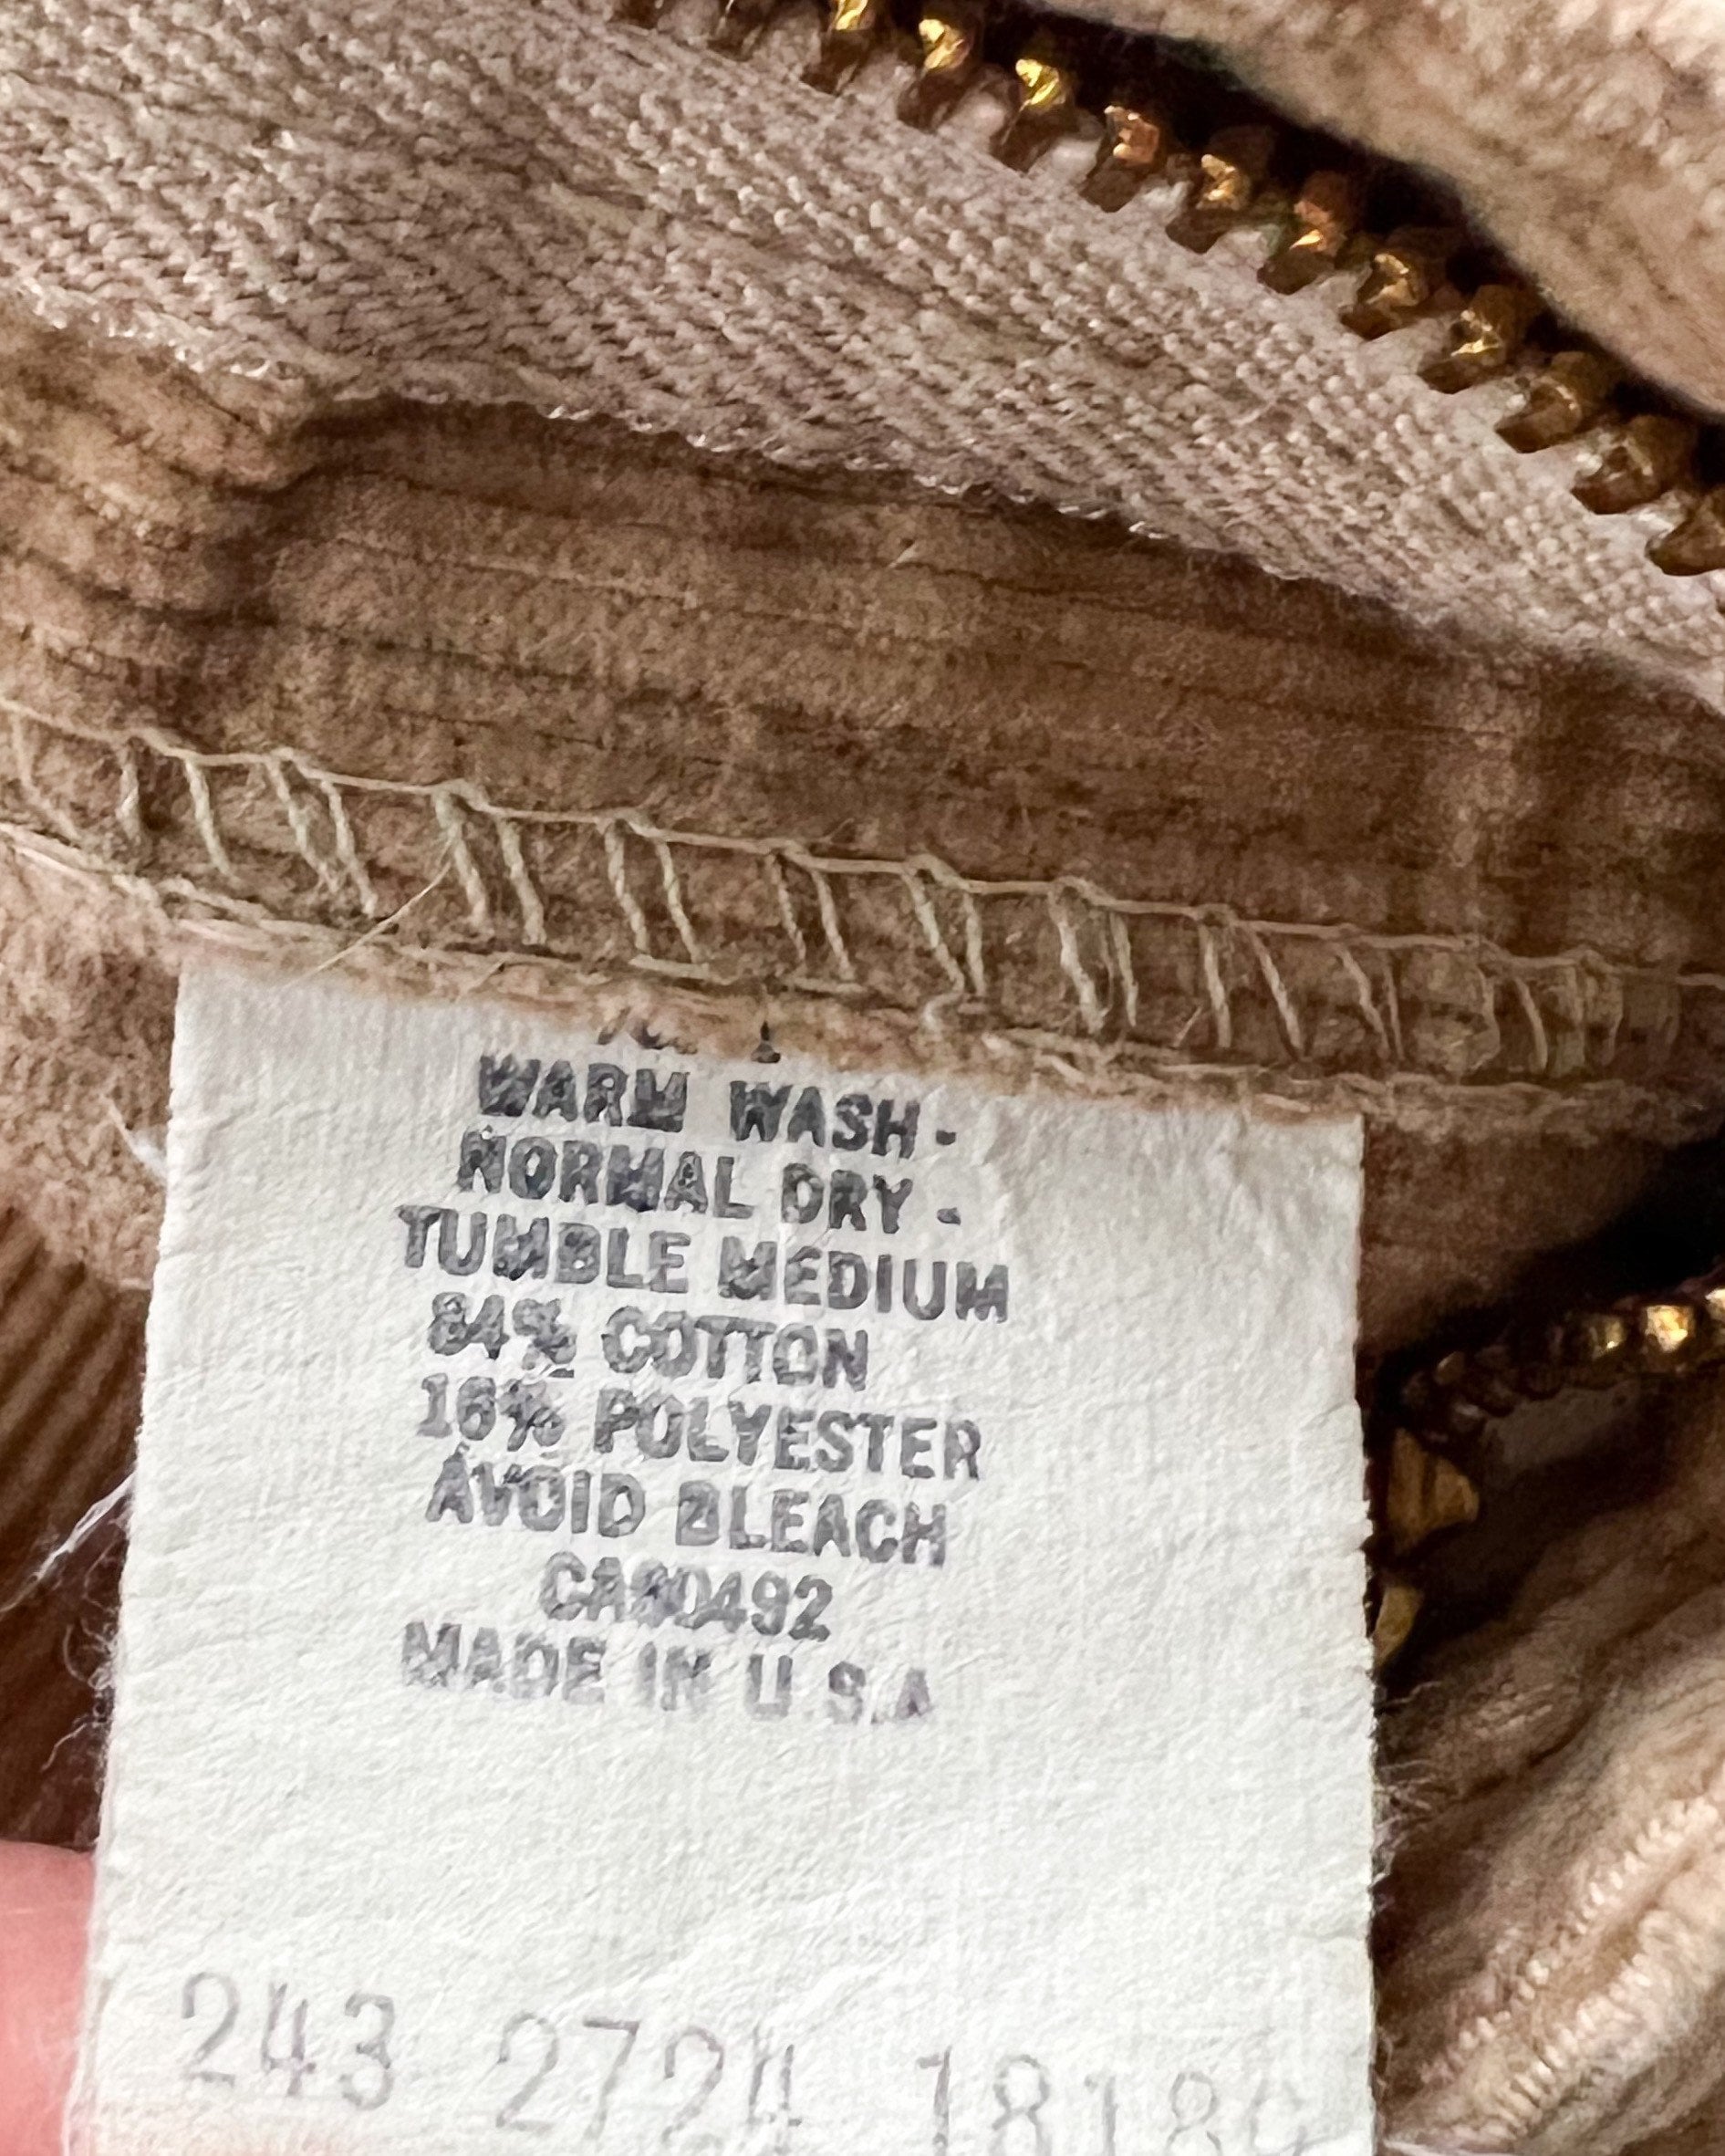 WARM WASH -
NORMAL DRY -
TUMBLE MEDIUM
84% COTTON
16% POLYESTER
AVOID BLEACH
MADE IN U.S.A
243 2724